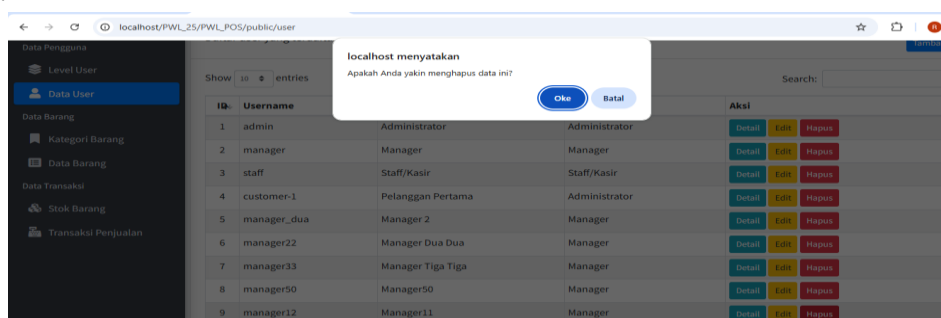 localhost/PWL_25/PWL_POS/public/user
Data Pengguna
localhost menyatakan
Apakah Anda yakin menghapus data ini?
Oke Batal
Level User
Data User
Data Barang
Kategori Barang
Data Barang
Data Transaksi
Stok Barang
Transaksi Penjualan
Show 10 entries
Search:
ID Username Aksi
1 admin Administrator Administrator Detail Edit Hapus
2 manager Manager Manager Detail Edit Hapus
3 staff Staff/Kasir Staff/Kasir Detail Edit Hapus
4 customer-1 Pelanggan Pertama Administrator Detail Edit Hapus
5 manager_dua Manager 2 Manager Detail Edit Hapus
6 manager22 Manager Dua Dua Manager Detail Edit Hapus
7 manager33 Manager Tiga Tiga Manager Detail Edit Hapus
8 manager50 Manager50 Manager Detail Edit Hapus
9 manager12 Manager11 Manager Detail Edit Hapus